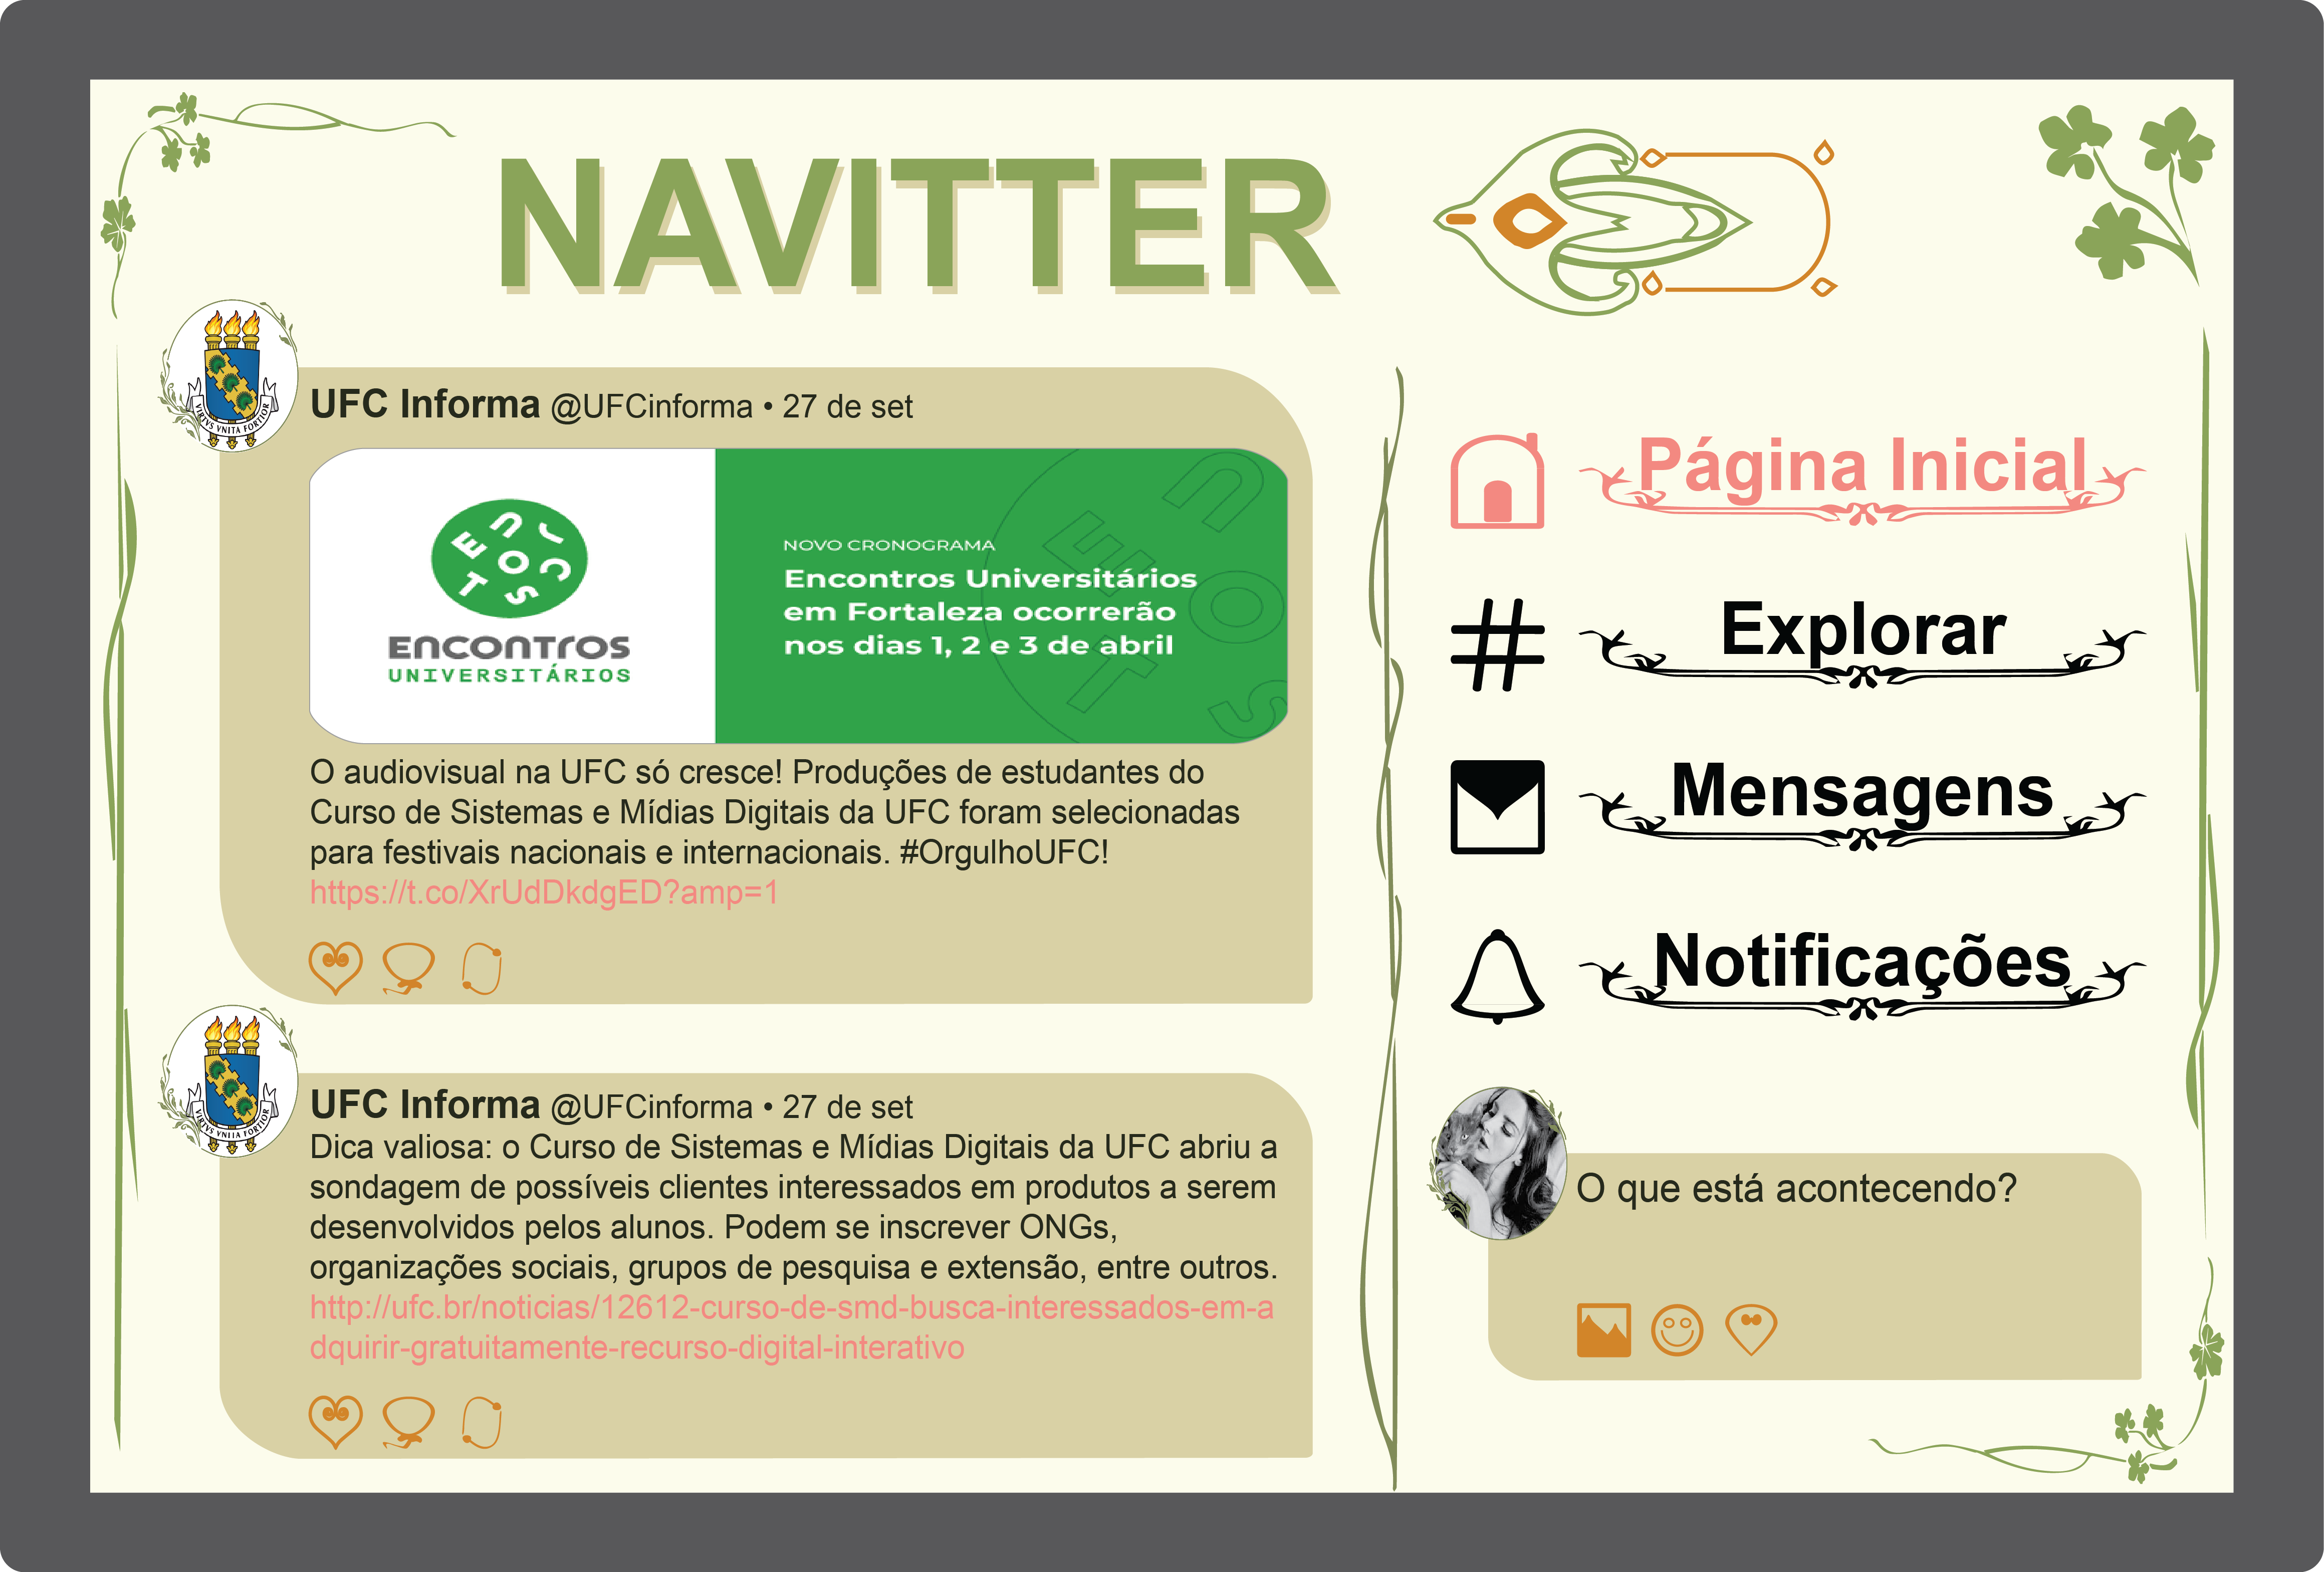 NAVITTER
UFC Informa @UFCinforma • 27 de set
ENCONTROS
ENCONTROS
UNIVERSITÁRIOS
NOVO CRONOGRAMA
Encontros Universitários
em Fortaleza ocorrerão
nos dias 1, 2 e 3 de abril
O audiovisual na UFC só cresce! Produções de estudantes do
Curso de Sistemas e Mídias Digitais da UFC foram selecionadas
para festivais nacionais e internacionais. #OrgulhoUFC!
https://t.co/XrUdDkdgED?amp=1
VIRTVS VNITA FORTIOR
UFC Informa @UFCinforma • 27 de set
Dica valiosa: o Curso de Sistemas e Mídias Digitais da UFC abriu a
sondagem de possíveis clientes interessados em produtos a serem
desenvolvidos pelos alunos. Podem se inscrever ONGs,
organizações sociais, grupos de pesquisa e extensão, entre outros.
http://ufc.br/noticias/12612-curso-de-smd-busca-interessados-em-a
dquirir-gratuitamente-recurso-digital-interativo
VIRTVS VNITA FORTIOR
Página Inicial
Explorar
Mensagens
Notificações
O que está acontecendo?